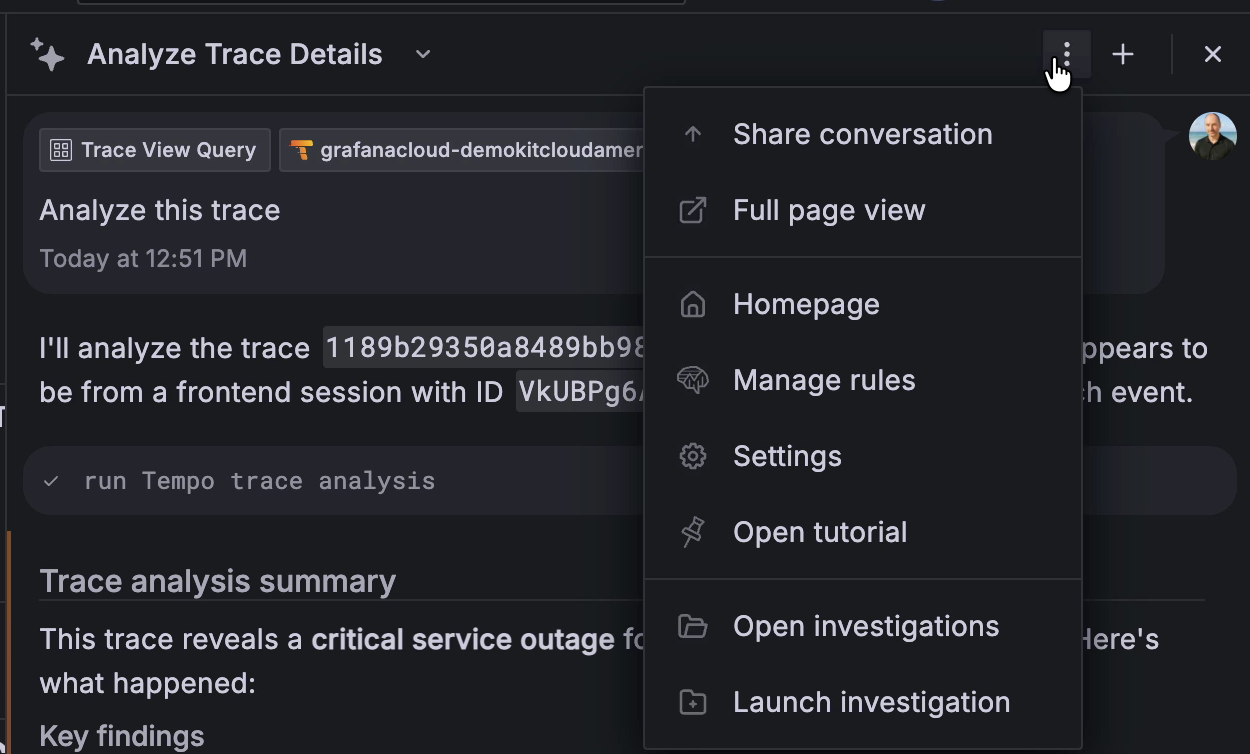 Analyze Trace Details
Trace View Query
grafanacloud-demokitcloudamer
Analyze this trace
Today at 12:51 PM
I'll analyze the trace 1189b29350a8489bb98 ppears to
be from a frontend session with ID VkUBPg6 h event.
run Tempo trace analysis
Trace analysis summary
This trace reveals a critical service outage fo Here's
what happened:
Key findings
Share conversation
Full page view
Homepage
Manage rules
Settings
Open tutorial
Open investigations
Launch investigation